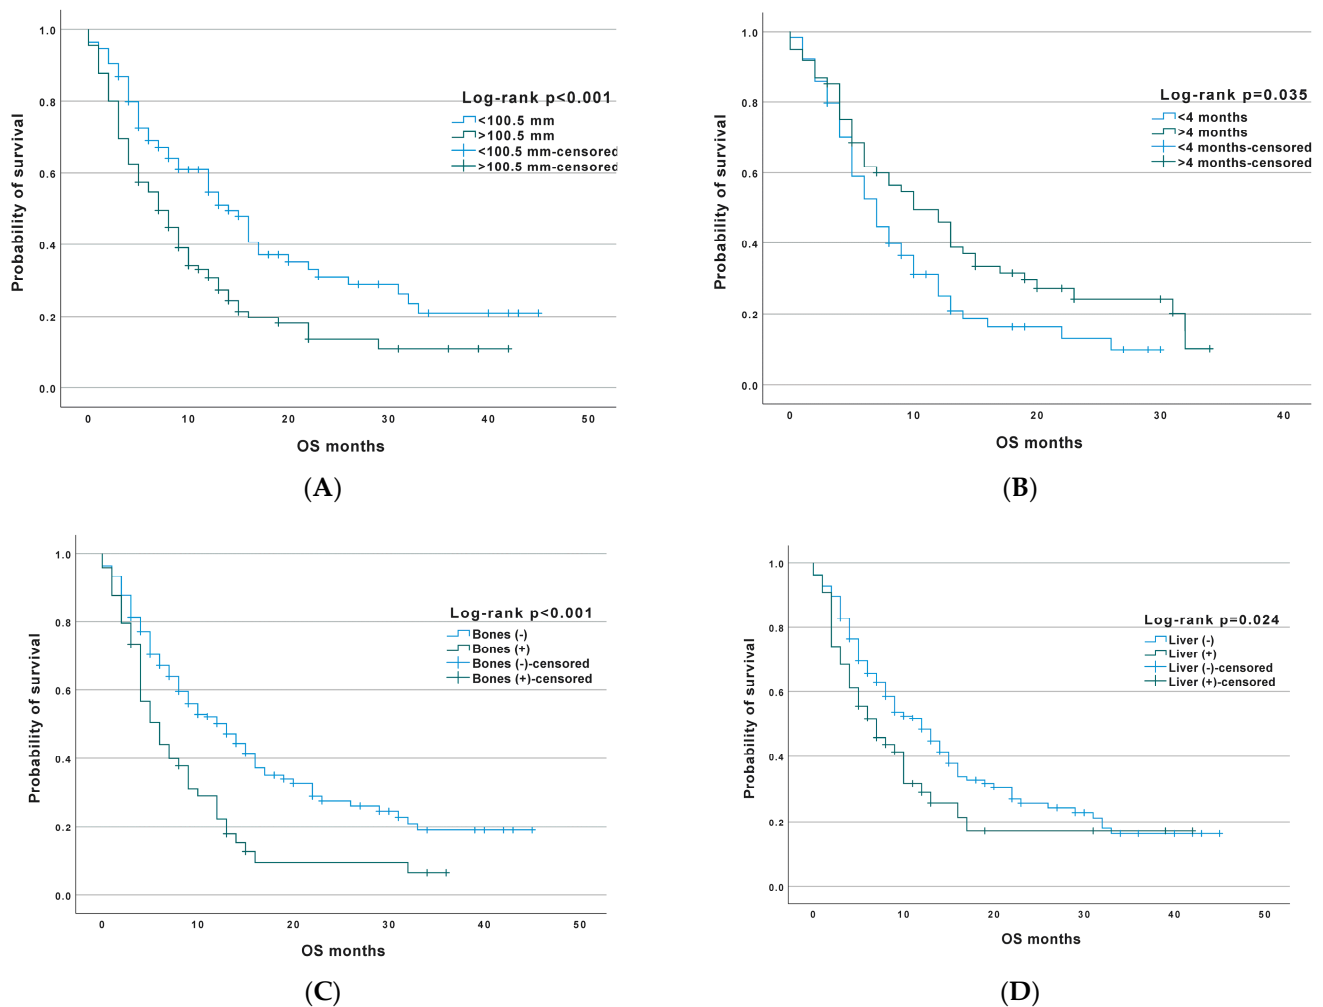 Probability of survival
1.0
0.8
0.6
0.4
0.2
0.0
Log-rank p<0.001
<100.5 mm
>100.5 mm
<100.5 mm-censored
>100.5 mm-censored
0 10 20 30 40 50
OS months
(A)
Probability of survival
1.0
0.8
0.6
0.4
0.2
0.0
Log-rank p=0.035
<4 months
>4 months
<4 months-censored
>4 months-censored
0 10 20 30 40
OS months
(B)
Probability of survival
1.0
0.8
0.6
0.4
0.2
0.0
Log-rank p<0.001
Bones (-)
Bones (+)
Bones (-)-censored
Bones (+)-censored
0 10 20 30 40 50
OS months
(C)
Probability of survival
1.0
0.8
0.6
0.4
0.2
0.0
Log-rank p=0.024
Liver (-)
Liver (+)
Liver (-)-censored
Liver (+)-censored
0 10 20 30 40 50
OS months
(D)